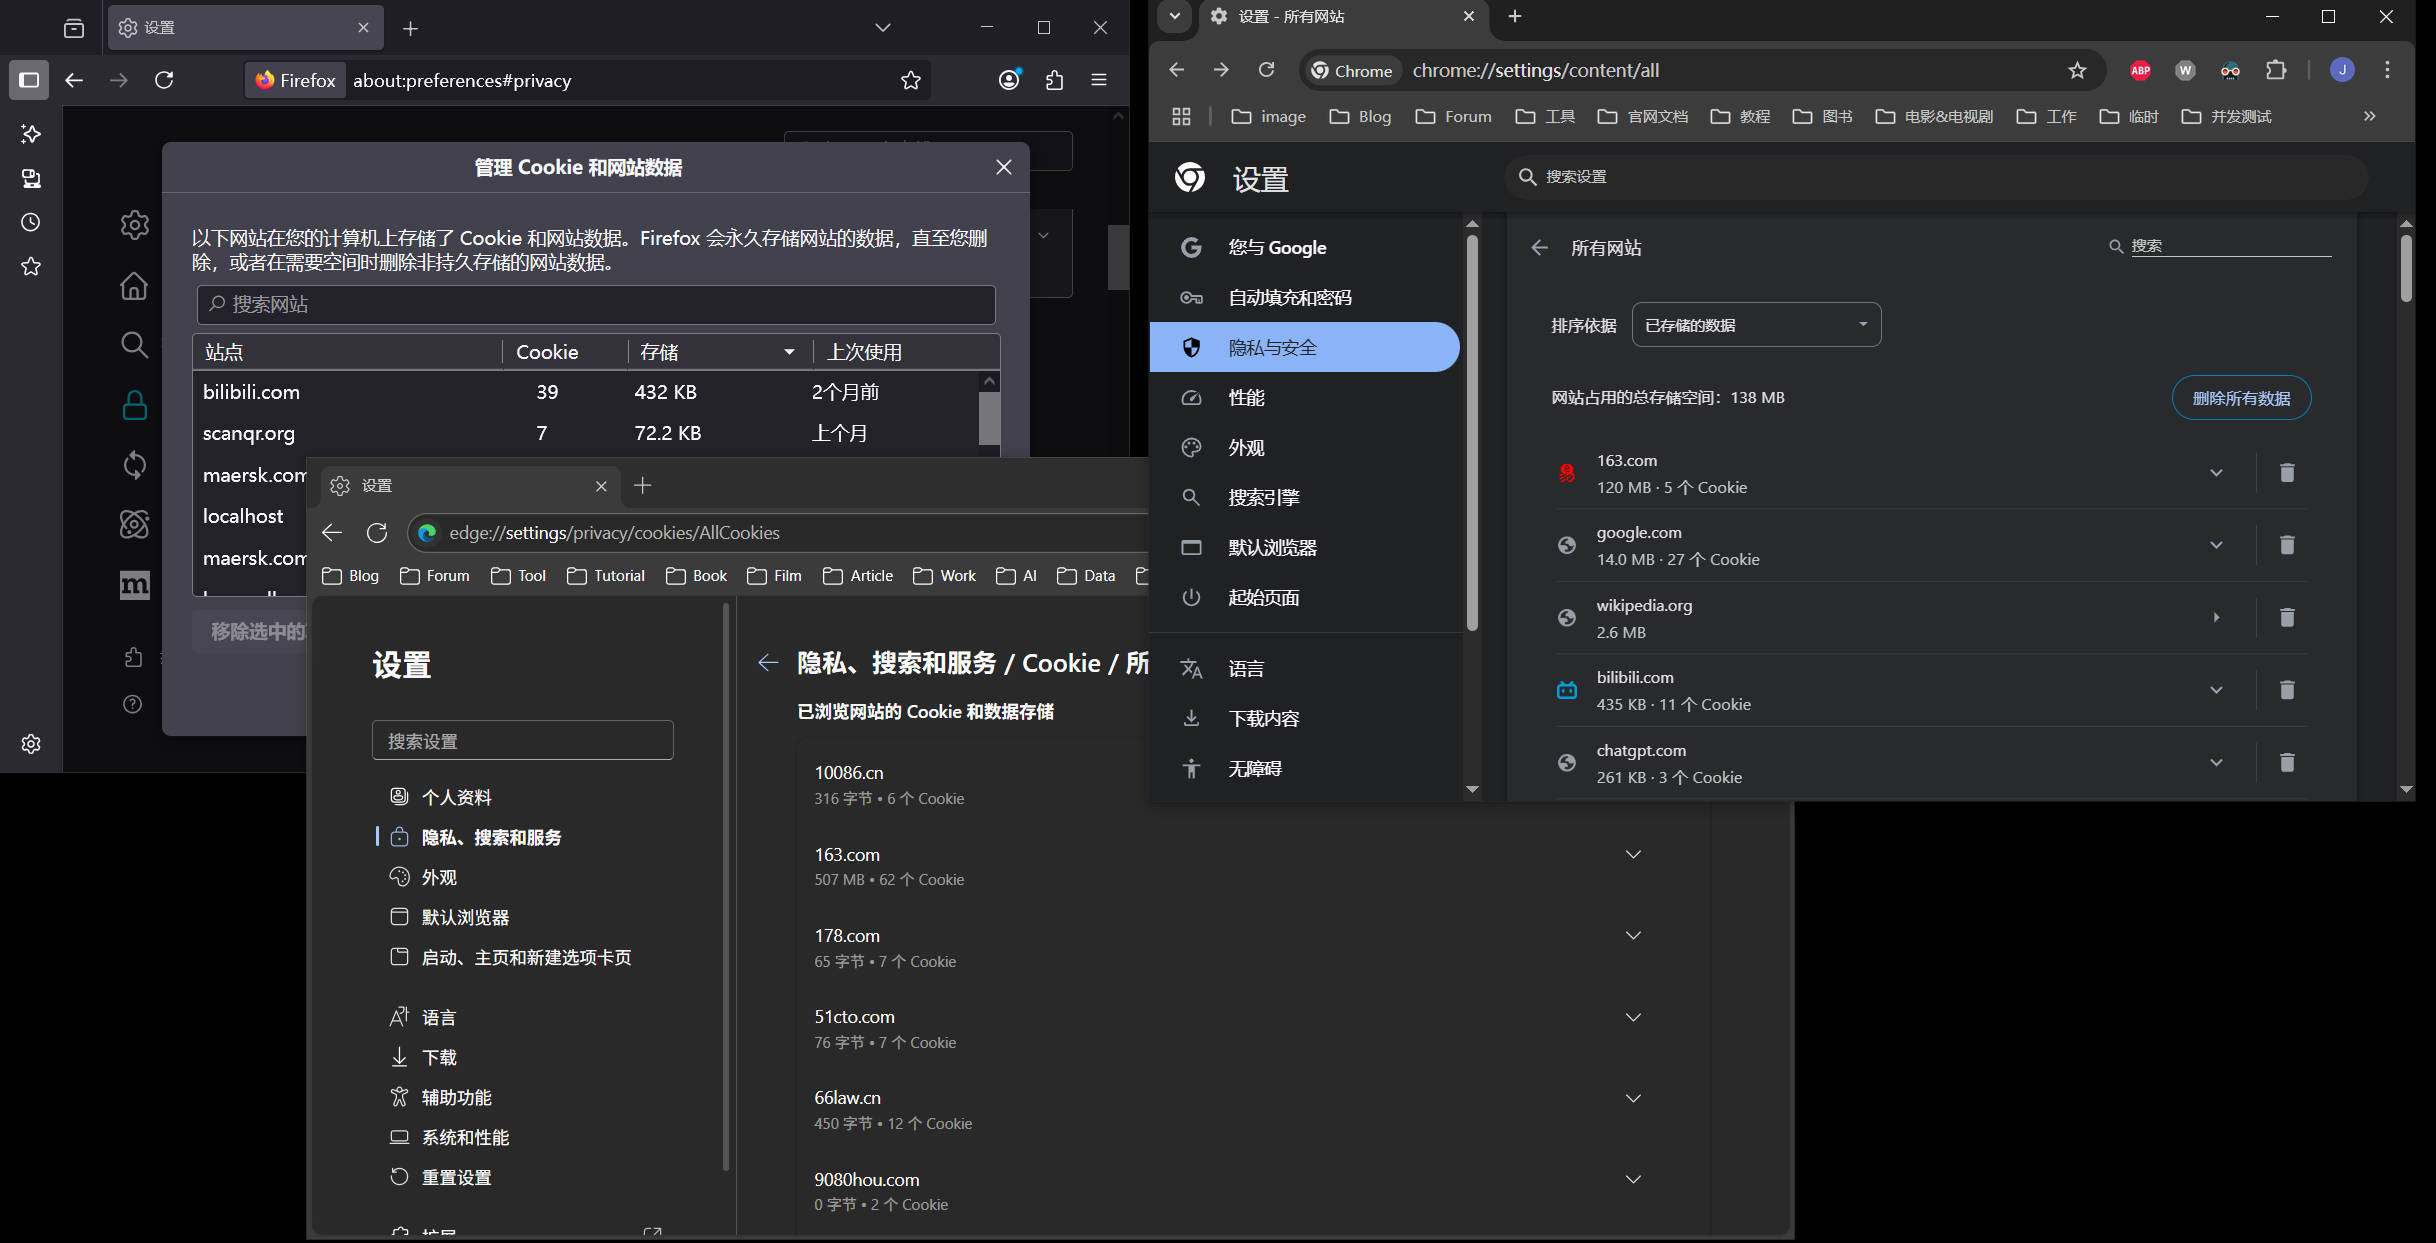 设置
Firefox
about:preferences#privacy
管理 Cookie 和网站数据
以下网站在您的计算机上存储了 Cookie 和网站数据。Firefox 会永久存储网站的数据，直至您删
除，或者在需要空间时删除非持久存储的网站数据。
搜索网站
站点 Cookie 存储 上次使用
bilibili.com 39 432 KB 2个月前
scanqr.org 7 72.2 KB 上个月
maersk.com
localhost
maersk.com
移除选中的
m
设置
edge://settings/privacy/cookies/AllCookies
Blog Forum Tool Tutorial Book Film Article Work AI Data
设置
搜索设置
个人资料
隐私、搜索和服务
外观
默认浏览器
启动、主页和新建选项卡页
语言
下载
辅助功能
系统和性能
重置设置
扩展
隐私、搜索和服务 / Cookie / 所
已浏览网站的 Cookie 和数据存储
10086.cn
316 字节 • 6 个 Cookie
163.com
507 MB • 62 个 Cookie
178.com
65 字节 • 7 个 Cookie
51cto.com
76 字节 • 7 个 Cookie
66law.cn
450 字节 • 12 个 Cookie
9080hou.com
0 字节 • 2 个 Cookie
设置 - 所有网站
Chrome
chrome://settings/content/all
ABP
W
J
image Blog Forum 工具 官网文档 教程 图书 电影&电视剧 工作 临时 并发测试
设置
搜索设置
您与 Google
自动填充和密码
隐私与安全
性能
外观
搜索引擎
默认浏览器
起始页面
语言
下载内容
无障碍
所有网站
搜索
排序依据
已存储的数据
网站占用的总存储空间：138 MB
删除所有数据
163.com
120 MB · 5 个 Cookie
google.com
14.0 MB · 27 个 Cookie
wikipedia.org
2.6 MB
bilibili.com
435 KB · 11 个 Cookie
chatgpt.com
261 KB · 3 个 Cookie